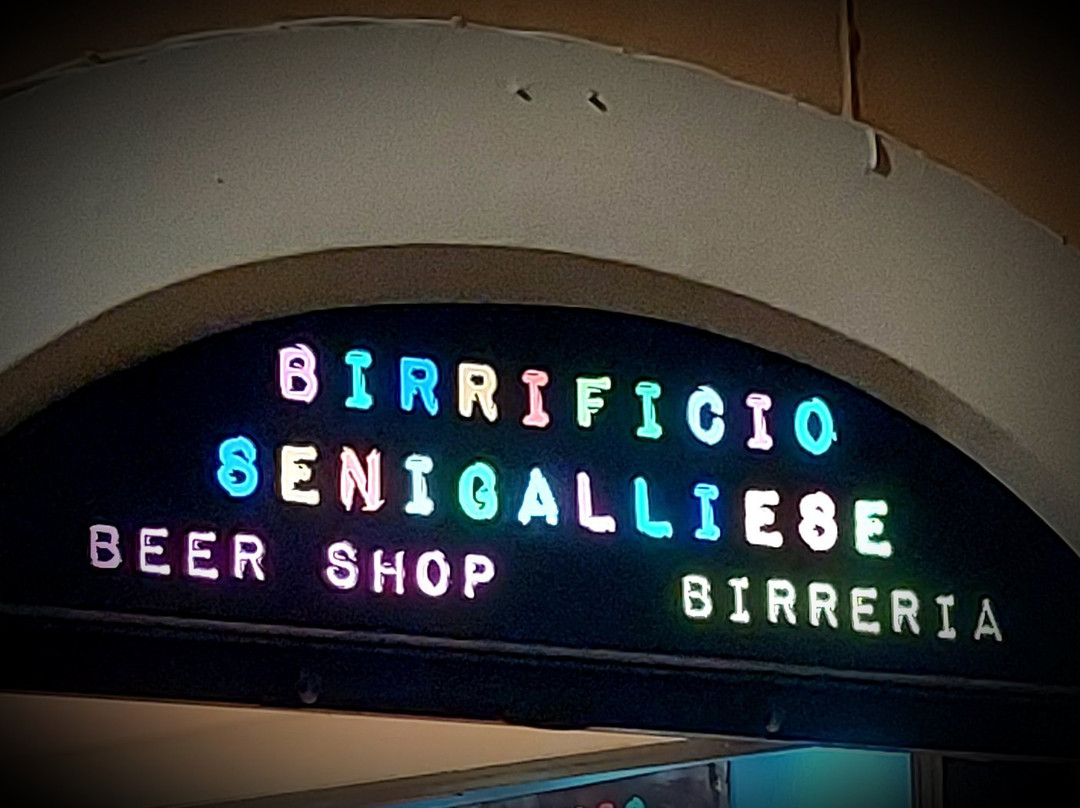 BIRRIFICIO
SENIGALLIESE
BEER SHOP BIRRERIA